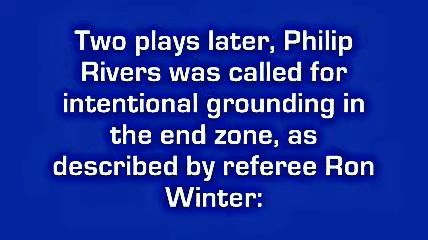 Two plays later, Philip
Rivers was called for
intentional grounding in
the end zone, as
described by referee Ron
Winter: